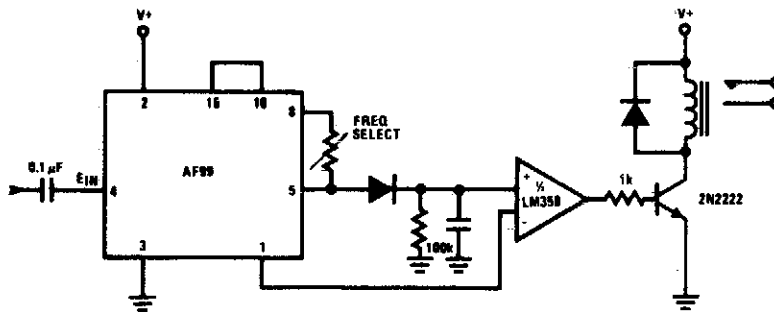 V+
V+
2
15
10
8
FREQ
SELECT
AF99
0.1 μF
EIN
4
5
+
½
LM358
-
1k
2N2222
3
1
100k